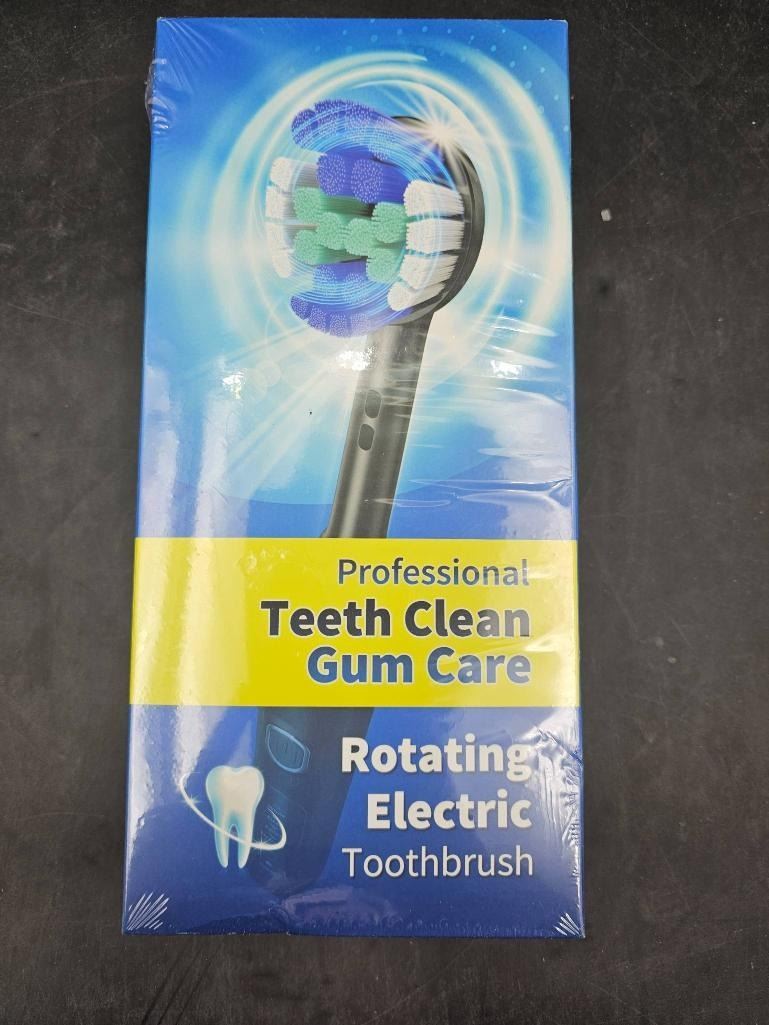 Professional
Teeth Clean
Gum Care
Rotating
Electric
Toothbrush